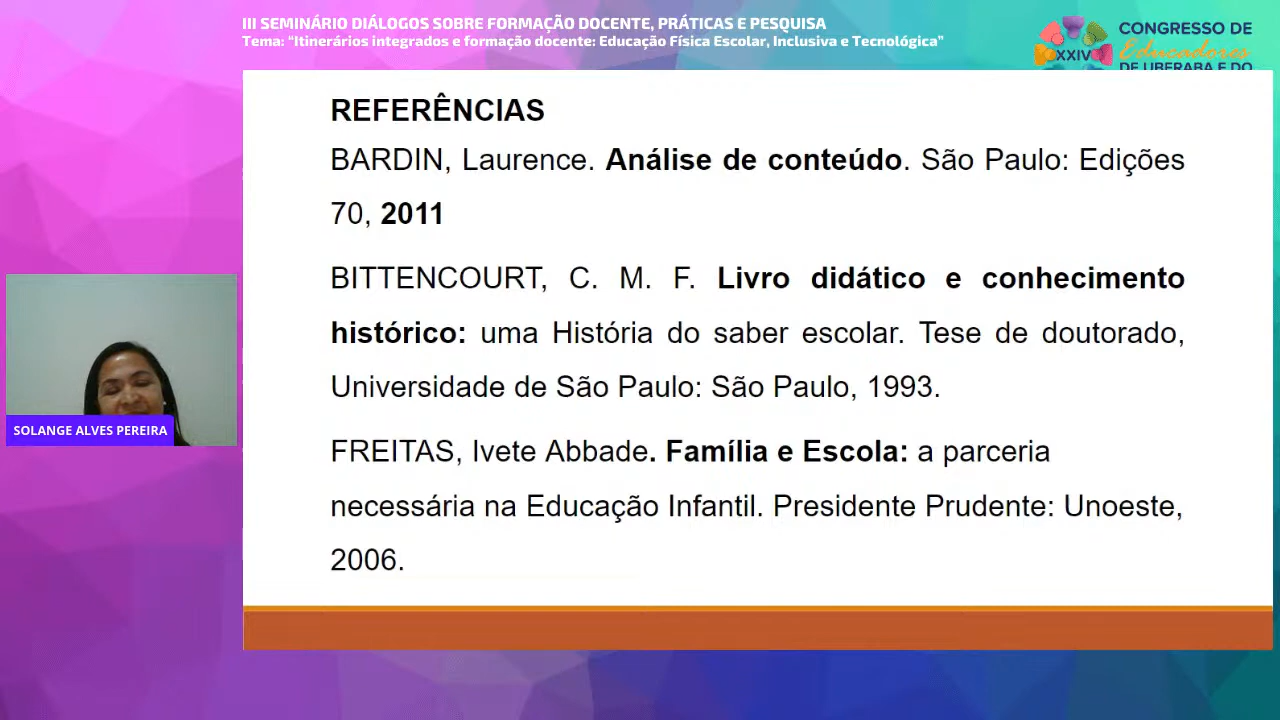 III SEMINÁRIO DIÁLOGOS SOBRE FORMAÇÃO DOCENTE, PRÁTICAS E PESQUISA
Tema: “Itinerários integrados e formação docente: Educação Física Escolar, Inclusiva e Tecnológica”
XXIV
CONGRESSO DE
Educadores
DE UBERABA E DO
REFERÊNCIAS
BARDIN, Laurence. Análise de conteúdo. São Paulo: Edições
70, 2011
BITTENCOURT, C. M. F. Livro didático e conhecimento
histórico: uma História do saber escolar. Tese de doutorado,
Universidade de São Paulo: São Paulo, 1993.
FREITAS, Ivete Abbade. Família e Escola: a parceria
necessária na Educação Infantil. Presidente Prudente: Unoeste,
2006.
SOLANGE ALVES PEREIRA